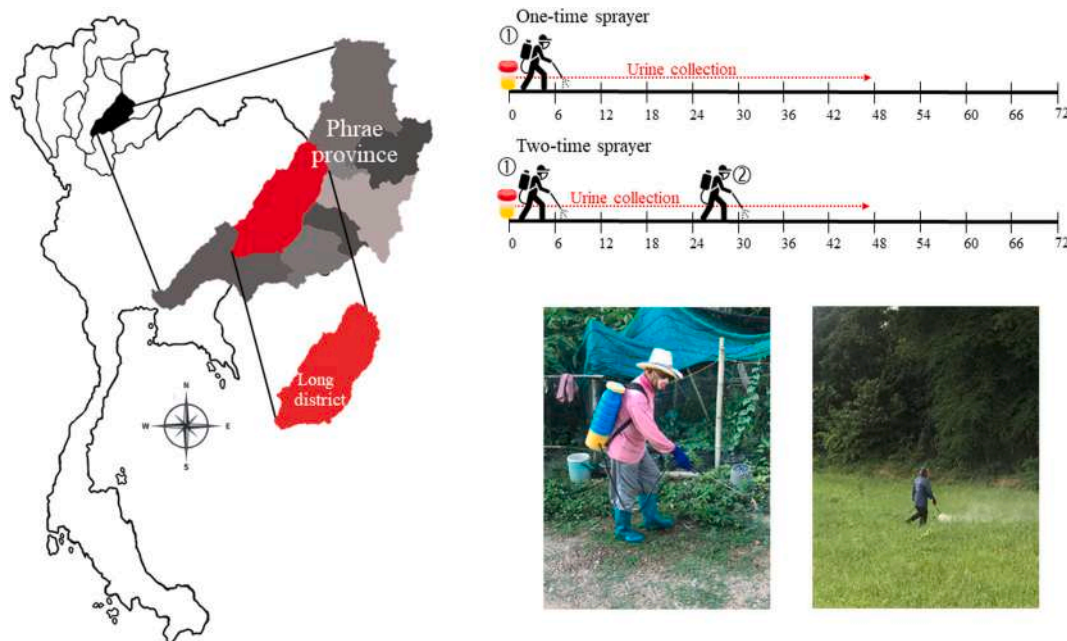 Phrae
province
Long
district
N
W
E
S
One-time sprayer
①
Urine collection
0 6 12 18 24 30 36 42 48 54 60 66 72
Two-time sprayer
①
②
Urine collection
0 6 12 18 24 30 36 42 48 54 60 66 72